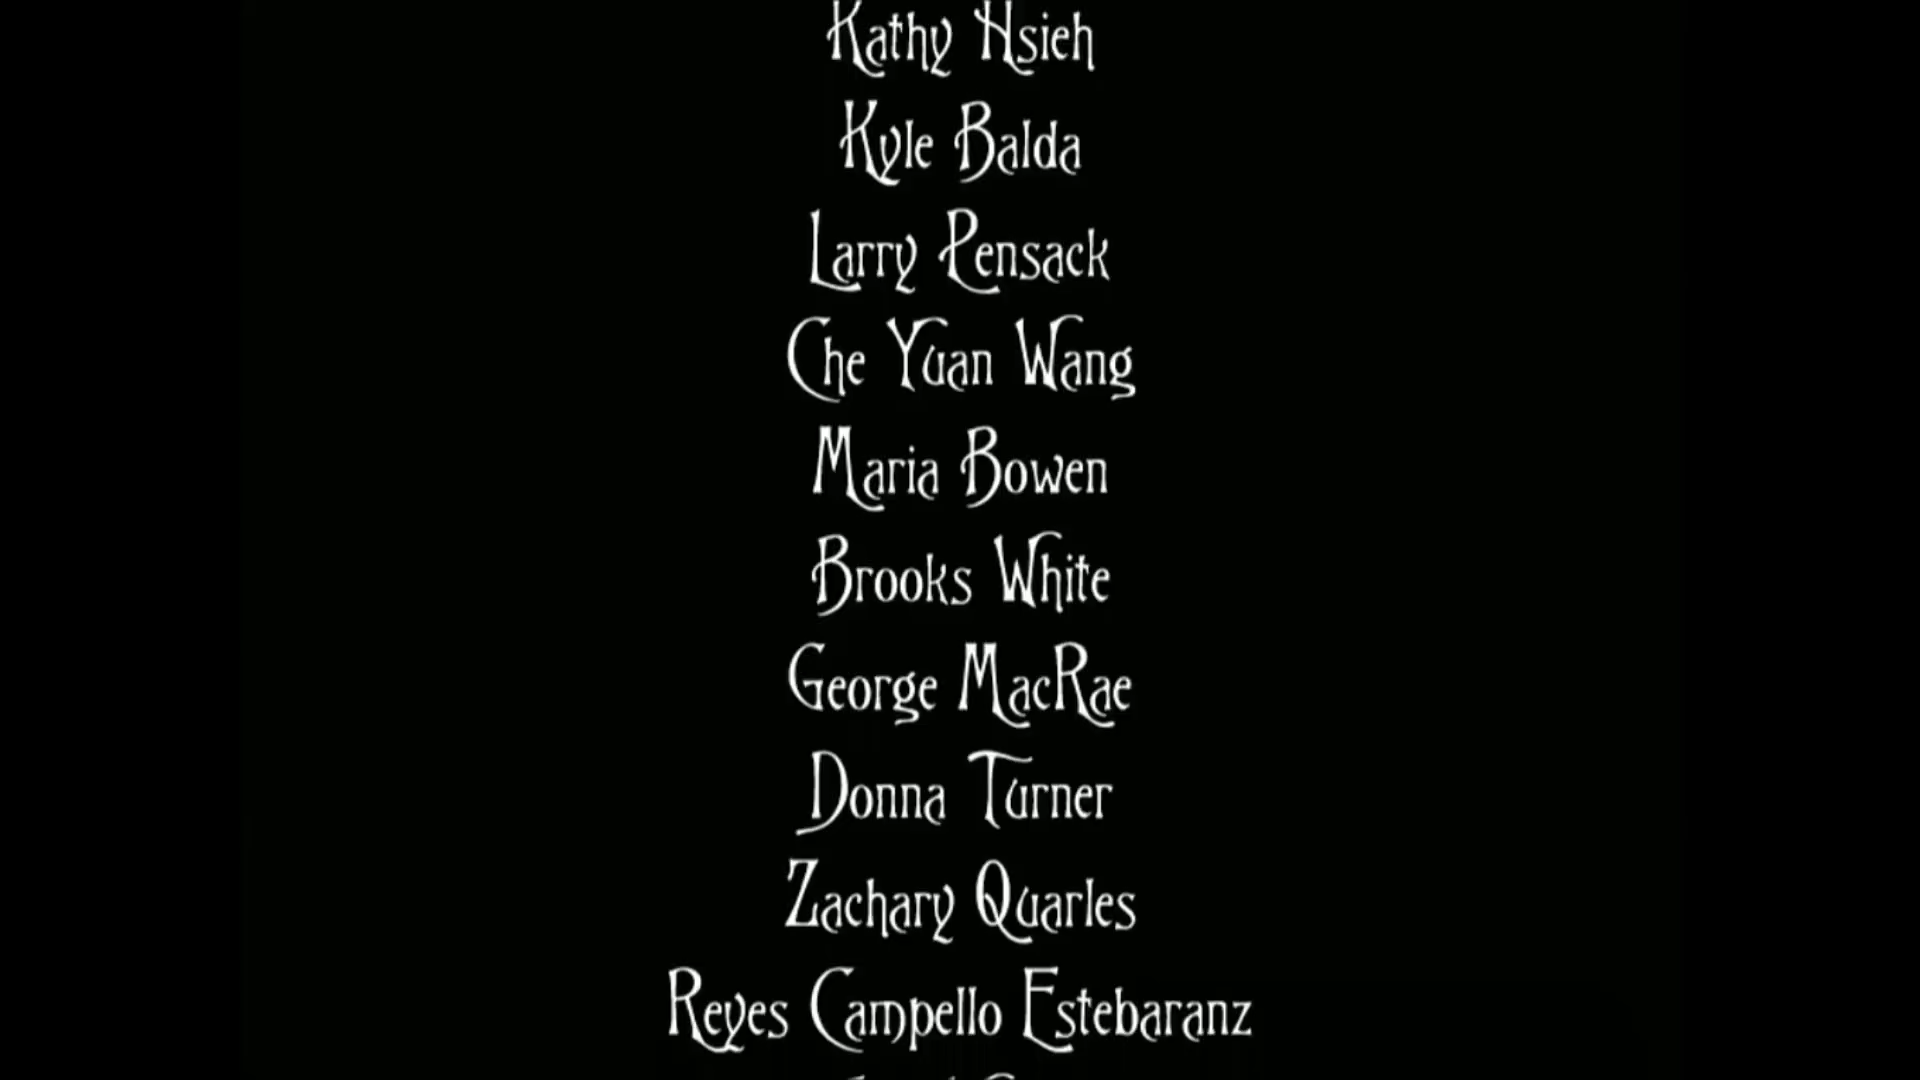 Kathy Hsieh
Kyle Balda
Larry Pensack
Che Yuan Wang
Maria Bowen
Brooks White
George MacRae
Donna Turner
Zachary Quarles
Reyes Campello Estebaranz